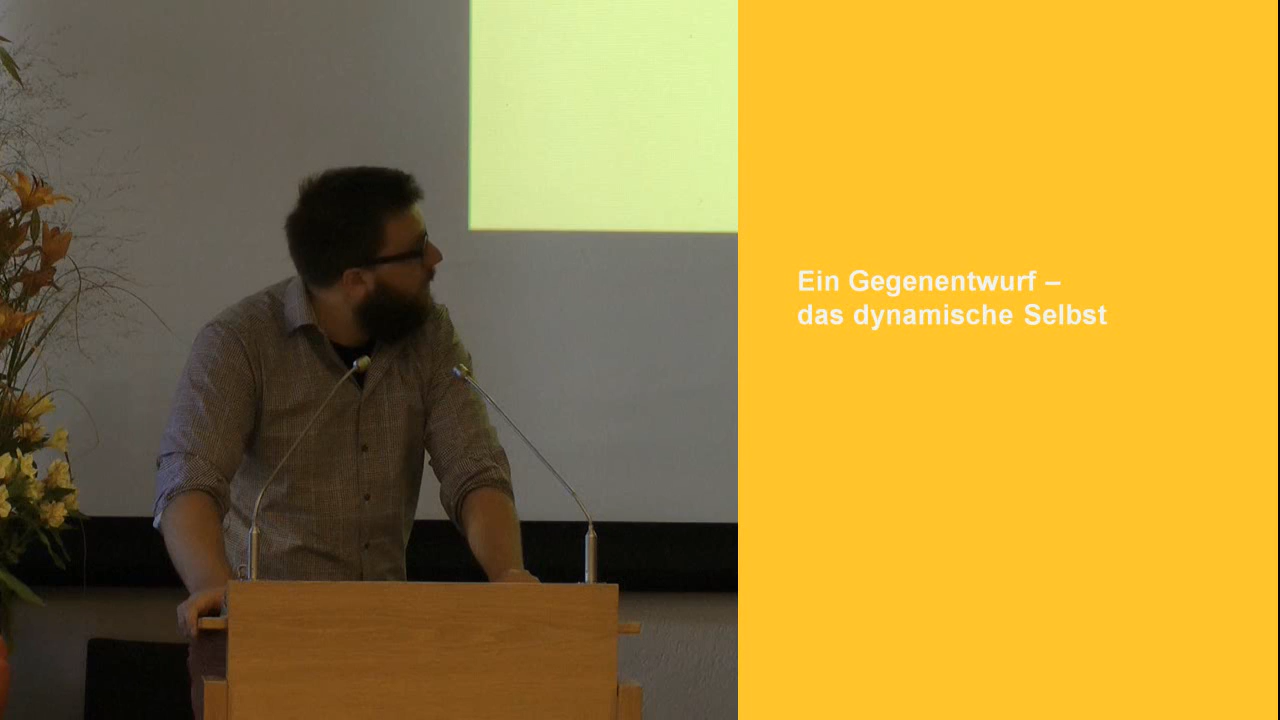 Ein Gegenentwurf –
das dynamische Selbst